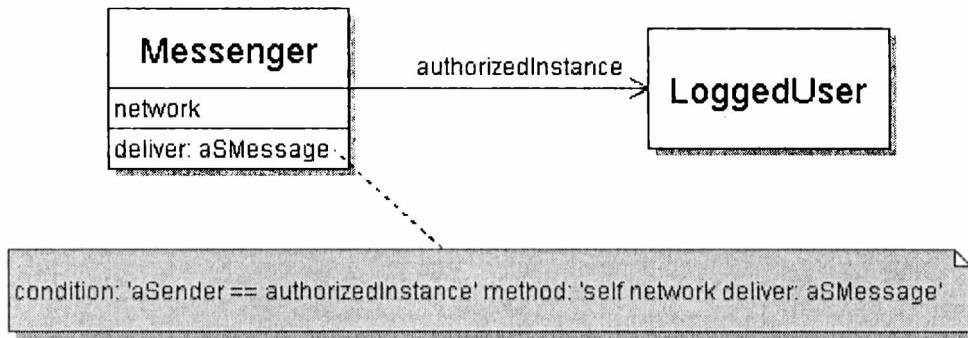 Messenger
authorizedInstance
LoggedUser
network
deliver: aSMessage
condition: 'aSender == authorizedInstance' method: 'self network deliver: aSMessage'